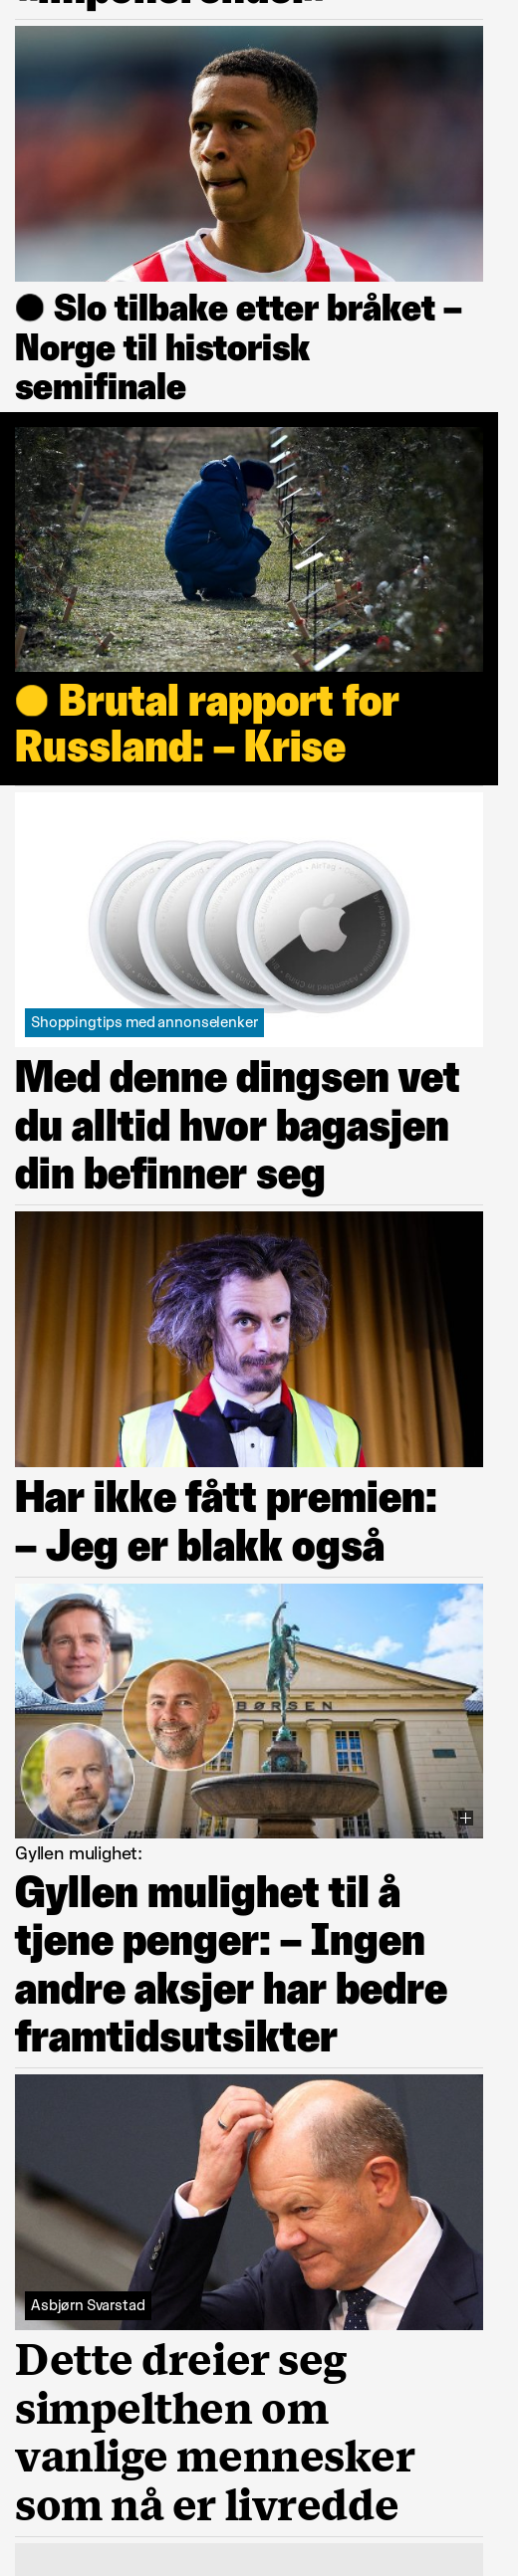 ● Slo tilbake etter bråket –
Norge til historisk
semifinale
● Brutal rapport for
Russland: – Krise
AirTag
Shoppingtips med annonselenker
Med denne dingsen vet
du alltid hvor bagasjen
din befinner seg
Har ikke fått premien:
– Jeg er blakk også
BØRSEN
Gyllen mulighet:
Gyllen mulighet til å
tjene penger: – Ingen
andre aksjer har bedre
framtidsutsikter
Asbjørn Svarstad
Dette dreier seg
simpelthen om
vanlige mennesker
som nå er livredde